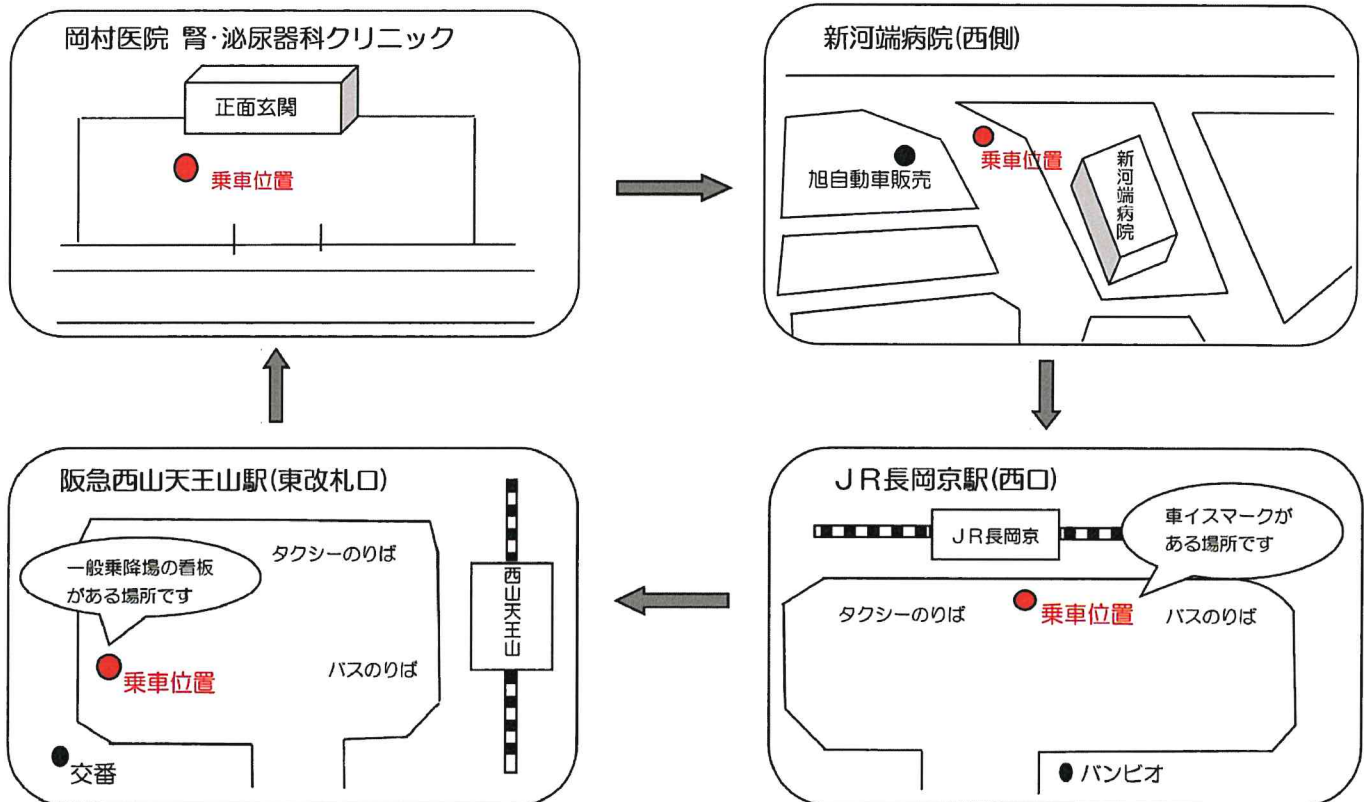 岡村医院 腎・泌尿器科クリニック
正面玄関
乗車位置
新河端病院(西側)
旭自動車販売
乗車位置
新河端病院
阪急西山天王山駅(東改札口)
タクシーのりば
一般乗降場の看板
がある場所です
西山天王山
バスのりば
乗車位置
交番
JR長岡京駅(西口)
JR長岡京
車イスマークが
ある場所です
タクシーのりば
乗車位置
バスのりば
バンビオ